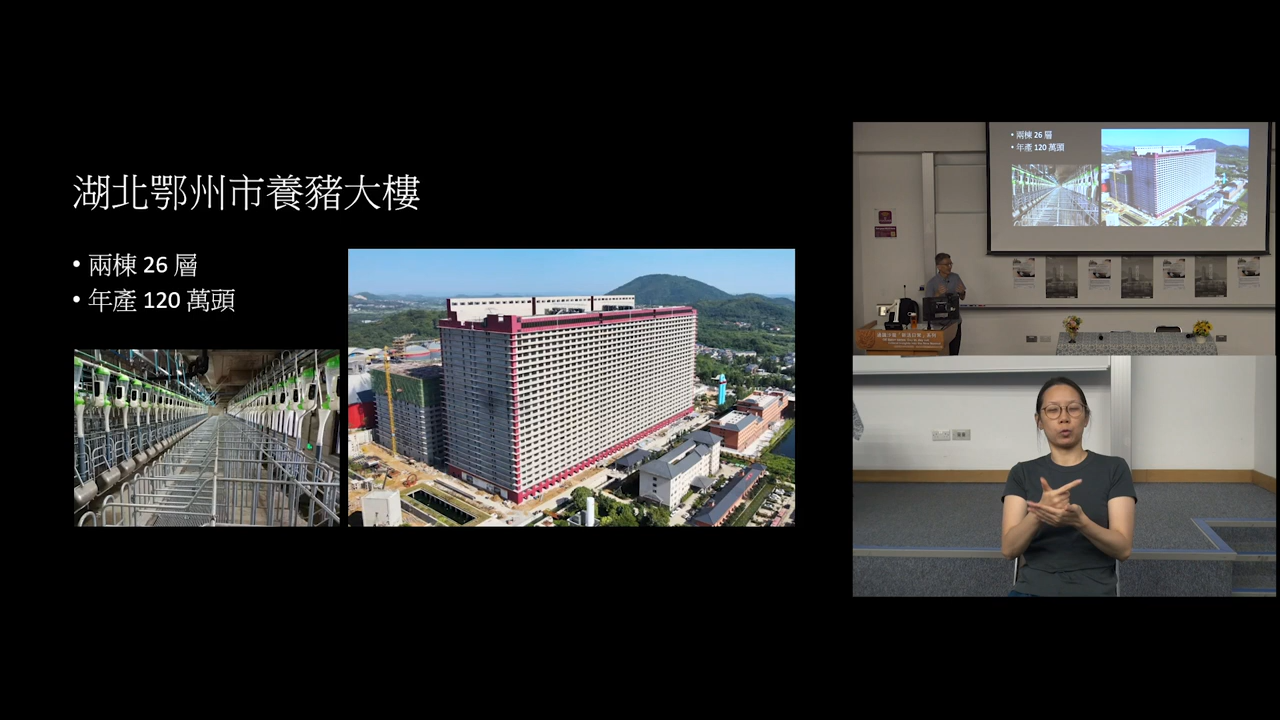 湖北鄂州市養豬大樓
• 兩棟 26 層
• 年產 120 萬頭
• 兩棟 26 層
• 年產 120 萬頭